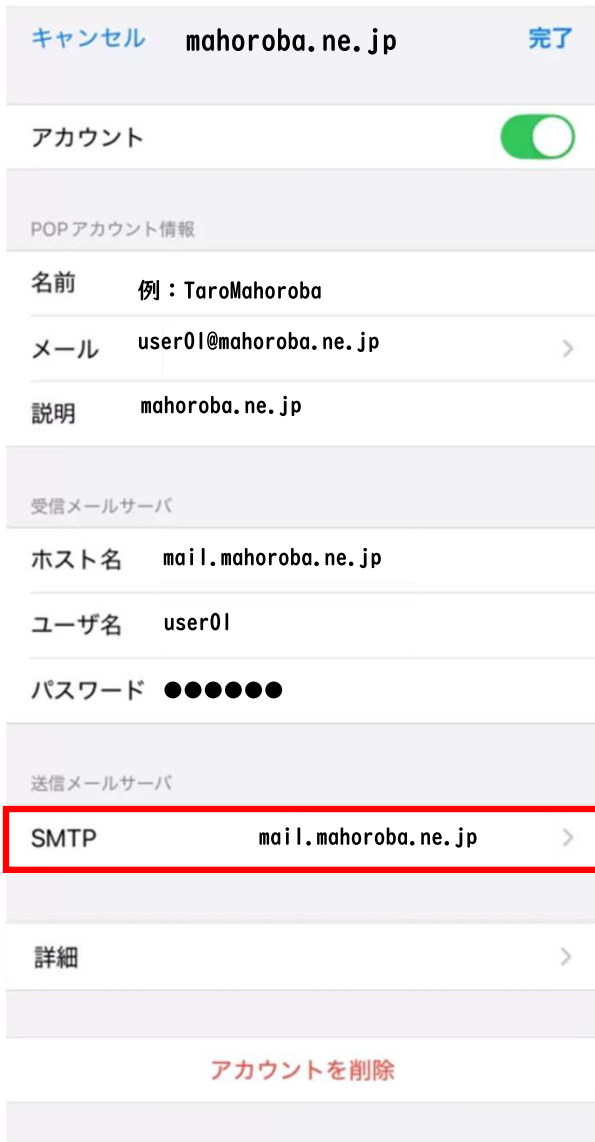 キャンセル mahoroba.ne.jp 完了
アカウント
POPアカウント情報
名前 例：TaroMahoroba
メール user01@mahoroba.ne.jp
説明 mahoroba.ne.jp
受信メールサーバ
ホスト名 mail.mahoroba.ne.jp
ユーザ名 user01
パスワード ●●●●●●
送信メールサーバ
SMTP mail.mahoroba.ne.jp
詳細
アカウントを削除